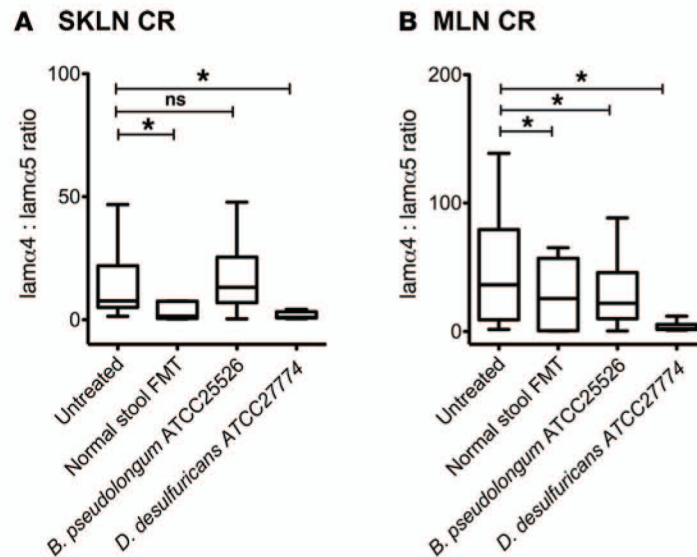 A SKLN CR
100
50
0
lamα4 : lamα5 ratio
*
ns
*
Untreated
Normal stool FMT
B. pseudolongum ATCC25526
D. desulfuricans ATCC27774
B MLN CR
200
100
0
lamα4 : lamα5 ratio
*
*
*
Untreated
Normal stool FMT
B. pseudolongum ATCC25526
D. desulfuricans ATCC27774